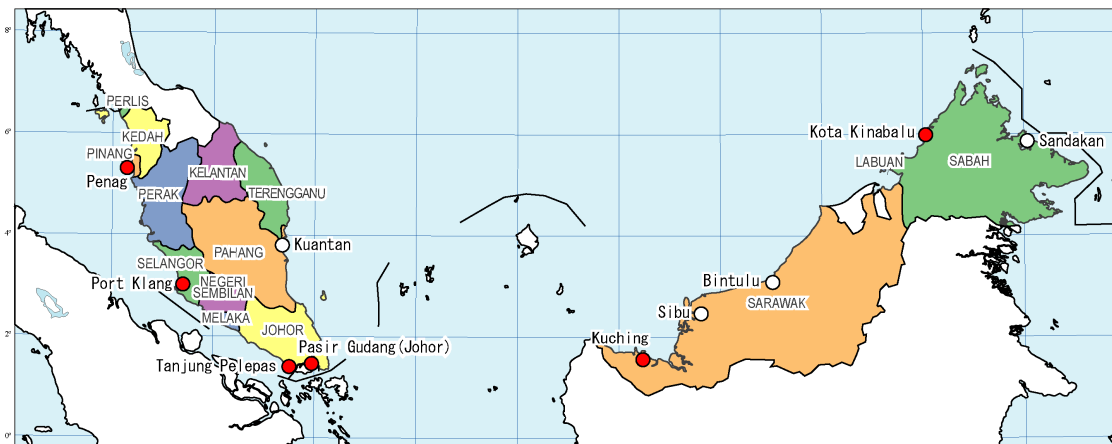 8°
PERLIS
6°
KEDAH
Kota Kinabalu
Sandakan
PINANG
LABUAN
SABAH
KELANTAN
Penag
PERAK
TERENGGANU
4°
Kuantan
PAHANG
SELANGOR
Port Klang
NEGERI
SEMBILAN
Bintulu
SARAWAK
Sibu
MELAKA
JOHOR
2°
Kuching
Pasir Gudang(Johor)
Tanjung Pelepas
0°